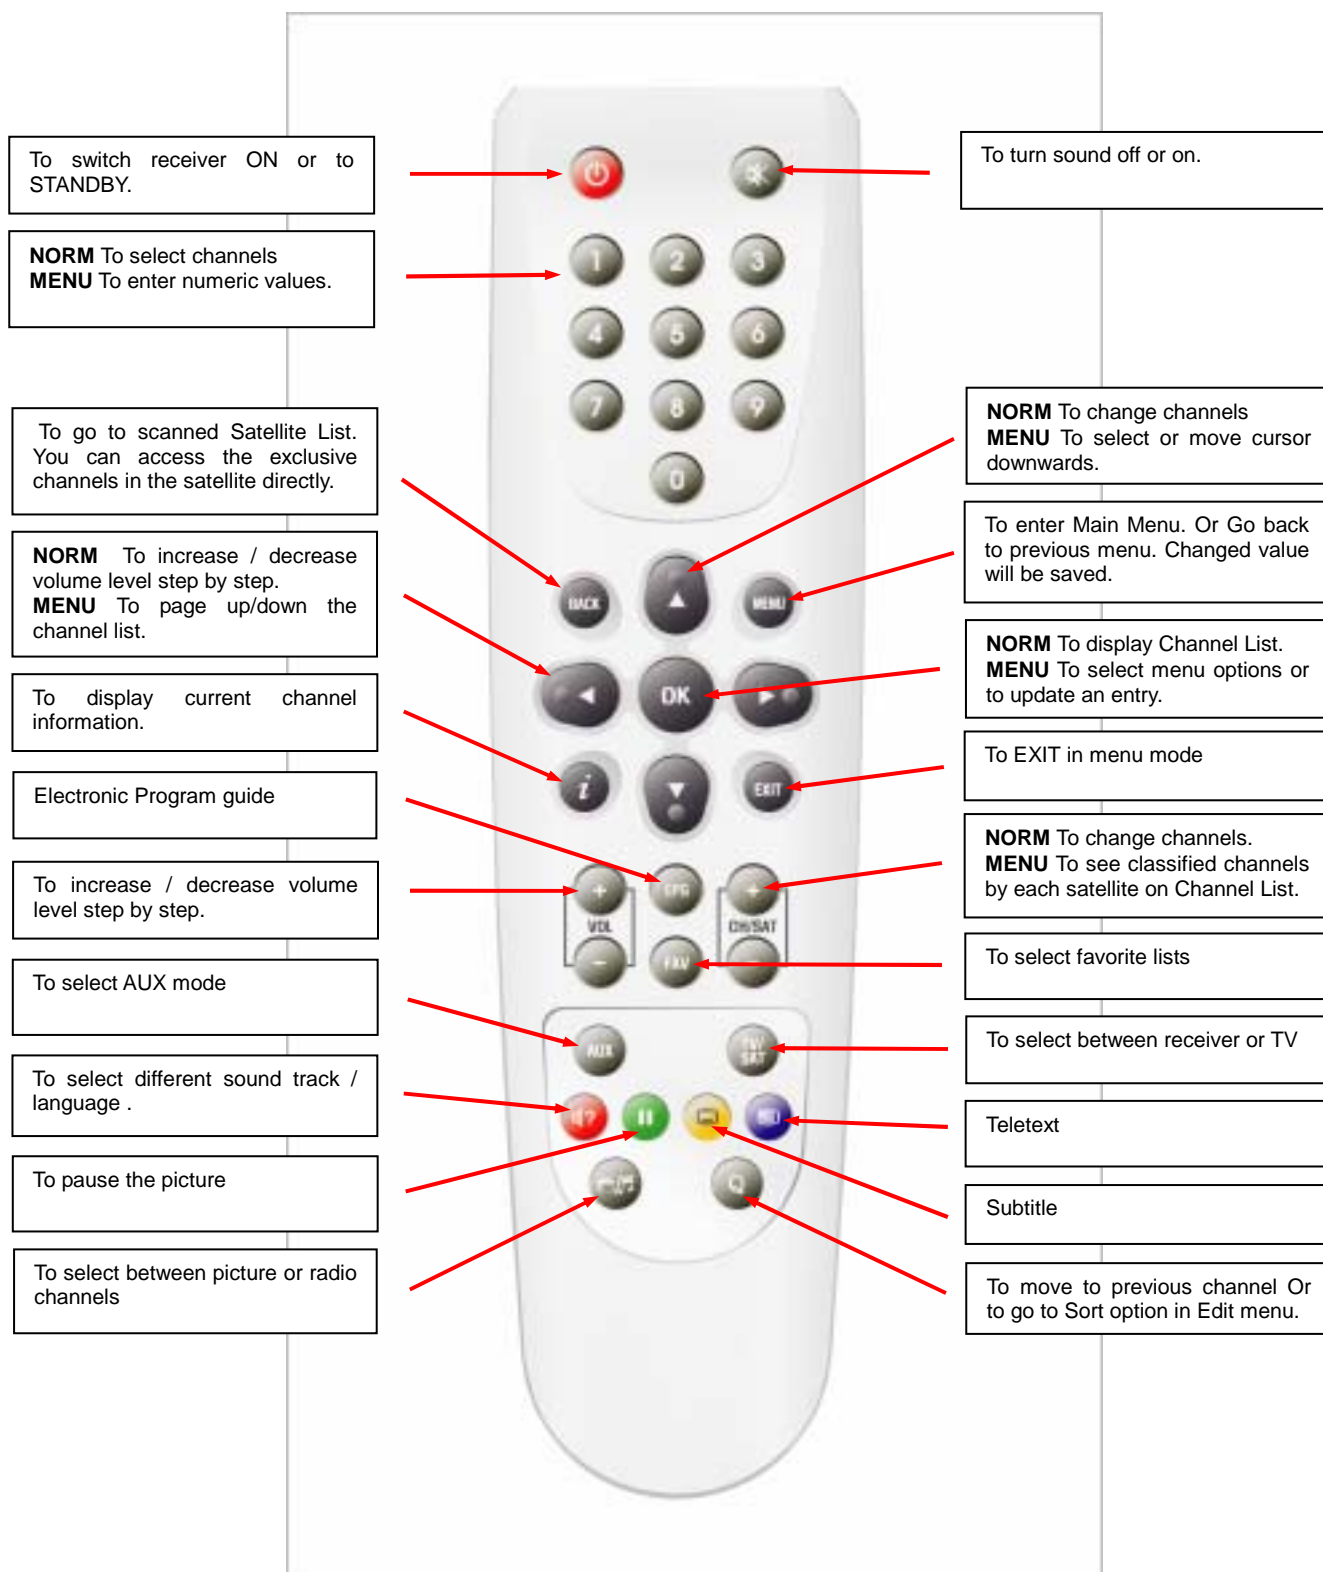 To switch receiver ON or to
STANDBY.
NORM To select channels
MENU To enter numeric values.
To go to scanned Satellite List.
You can access the exclusive
channels in the satellite directly.
NORM To increase / decrease
volume level step by step.
MENU To page up/down the
channel list.
To display current channel
information.
Electronic Program guide
To increase / decrease volume
level step by step.
To select AUX mode
To select different sound track /
language .
To pause the picture
To select between picture or radio
channels
1 2 3
4 5 6
7 8 9
0
BACK
MENU
OK
i
EXIT
+
EPG
+
VOL
CH/SAT
−
FAV
AUX
TV/
SAT
?
Q
To turn sound off or on.
NORM To change channels
MENU To select or move cursor
downwards.
To enter Main Menu. Or Go back
to previous menu. Changed value
will be saved.
NORM To display Channel List.
MENU To select menu options or
to update an entry.
To EXIT in menu mode
NORM To change channels.
MENU To see classified channels
by each satellite on Channel List.
To select favorite lists
To select between receiver or TV
Teletext
Subtitle
To move to previous channel Or
to go to Sort option in Edit menu.